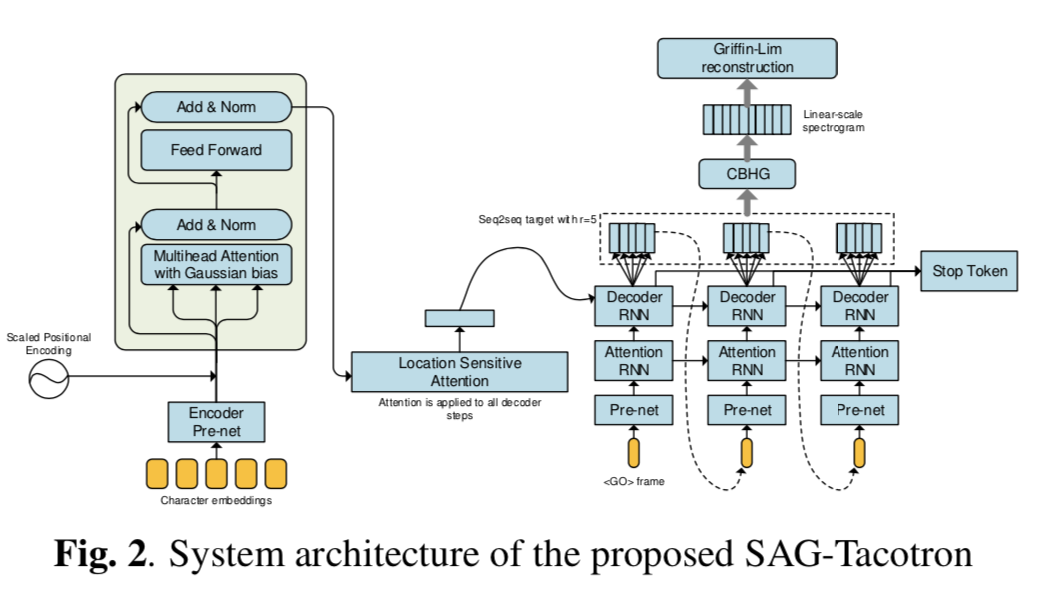 Griffin-Lim
reconstruction
Linear-scale
spectrogram
CBHG
Seq2seq target with r=5
Add & Norm
Feed Forward
Add & Norm
Multihead Attention
with Gaussian bias
Scaled Positional
Encoding
Encoder
Pre-net
Character embeddings
Location Sensitive
Attention
Attention is applied to all decoder
steps
Decoder
RNN
Decoder
RNN
Decoder
RNN
Stop Token
Attention
RNN
Attention
RNN
Attention
RNN
Pre-net
Pre-net
Pre-net
<GO> frame
Fig. 2. System architecture of the proposed SAG-Tacotron